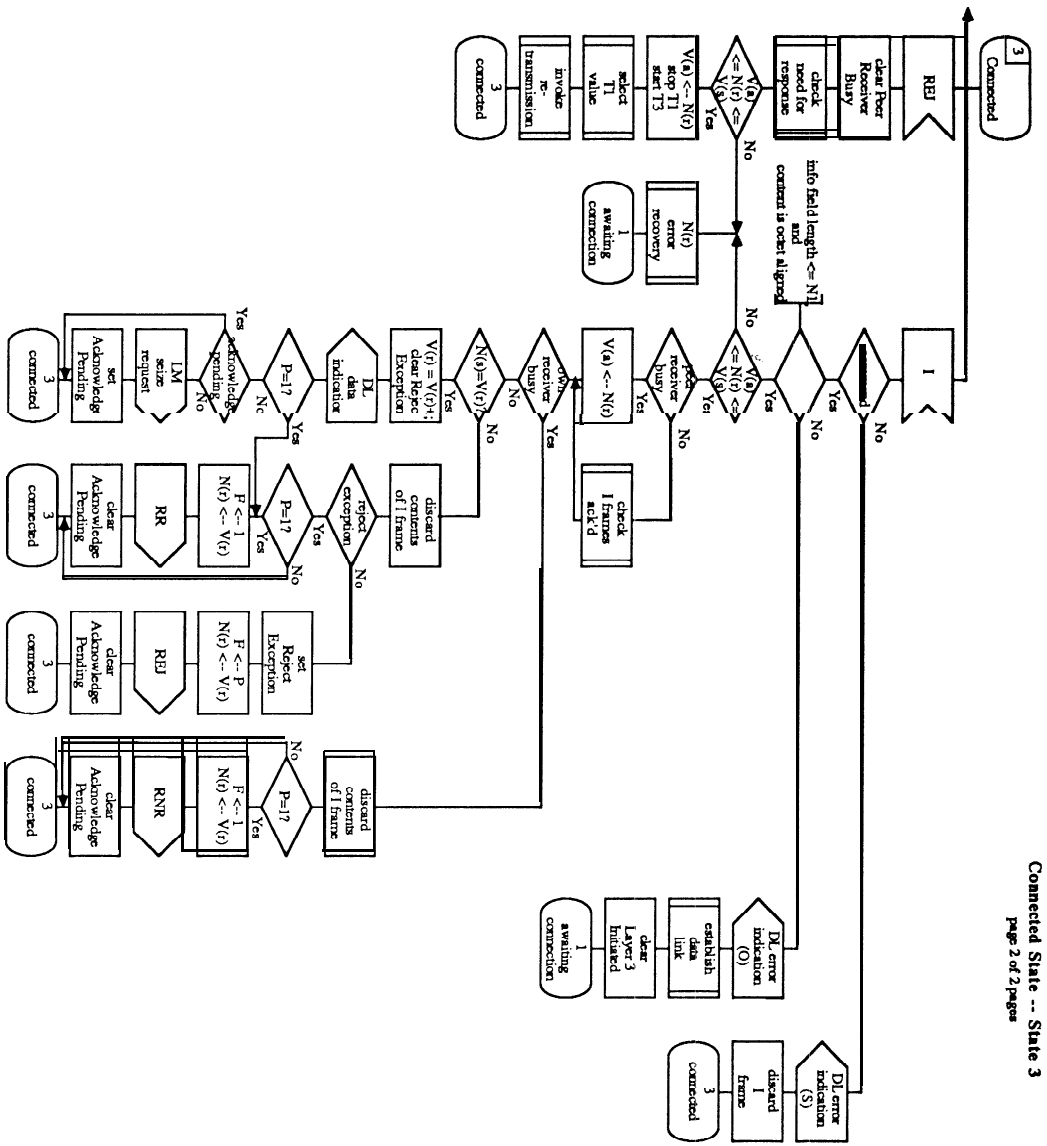 Connected State -- State 3
page 2 of 2 pages
3
Connected
REJ
clear Peer
Receiver
Busy
check
need for
response
V(a)
<= N(r) <=
V(s)
No
Yes
V(a) <-- N(r)
stop T1
start T3
select
T1
value
invoke
re-
transmission
3
connected
N(r)
error
recovery
1
awaiting
connection
I
No
Yes
info field length <= N1
and
content is octet aligned
No
Yes
V(a)
<= N(r) <=
V(s)
No
Yes
peer
receiver
busy
No
Yes
check
I frames
ack'd
V(a) <-- N(r)
own
receiver
busy
Yes
No
N(s)=V(r)?
No
Yes
V(r) = V(r)+;
clear Rejec
Exception
DL
data
indication
P=1?
Yes
No
acknowledge
pending
Yes
No
LM
seize
request
set
Acknowledge
Pending
3
connected
discard
contents
of I frame
reject
exception
No
Yes
P=1?
No
Yes
F <-- 1
N(r) <-- V(r)
RR
clear
Acknowledge
Pending
3
connected
set
Reject
Exception
F <-- P
N(r) <-- V(r)
REJ
clear
Acknowledge
Pending
3
connected
discard
contents
of I frame
P=1?
No
Yes
F <-- 1
N(r) <-- V(r)
RNR
clear
Acknowledge
Pending
3
connected
DL error
indication
(O)
establish
data
link
clear
Layer 3
Initiated
1
awaiting
connection
DL error
indication
(S)
discard
I
frame
3
connected